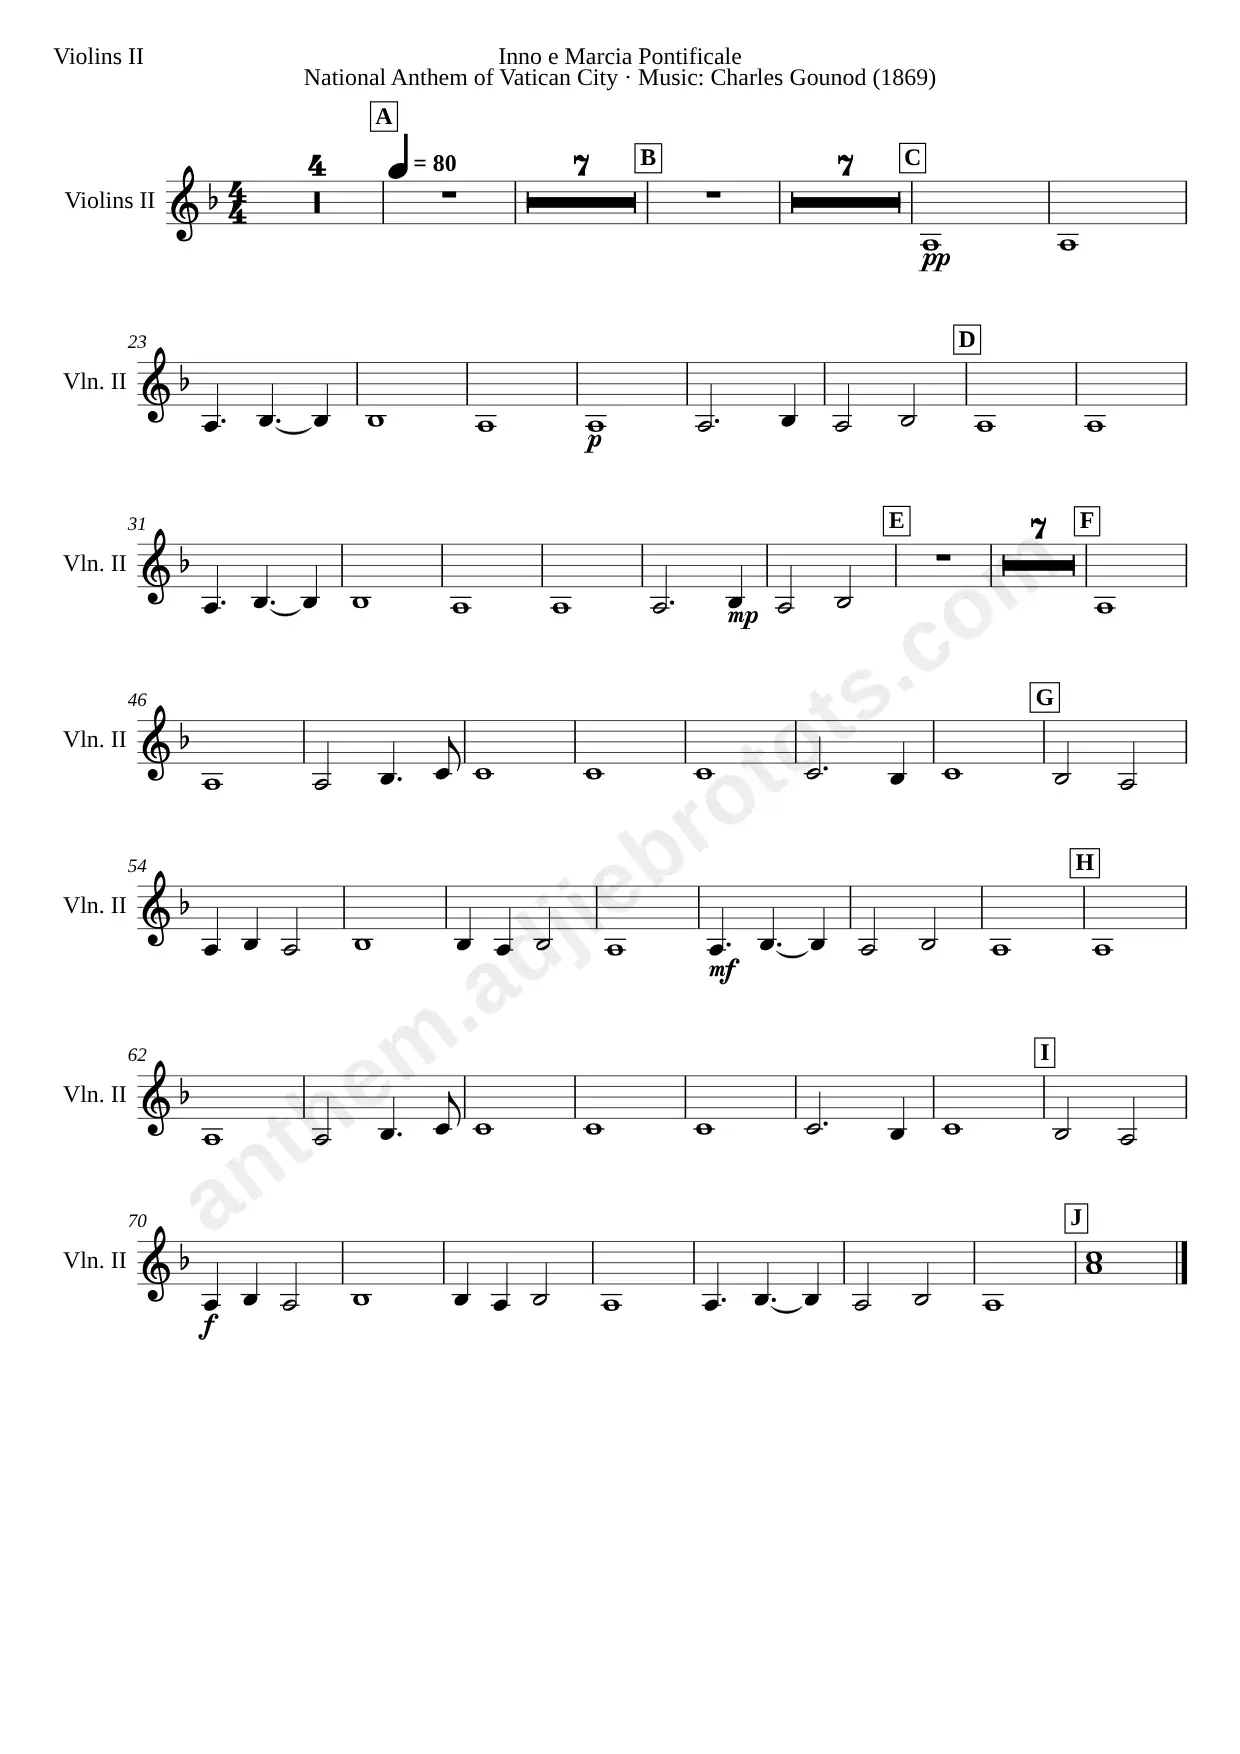 Violins II
Inno e Marcia Pontificale
National Anthem of Vatican City · Music: Charles Gounod (1869)
A
4
= 80
7
B
7
C
Violins II
4
4
pp
23
D
Vln. II
p
31
E
7
F
Vln. II
mp
46
G
Vln. II
54
H
Vln. II
mf
62
I
Vln. II
70
J
Vln. II
f
anthem.adjiebrotots.com